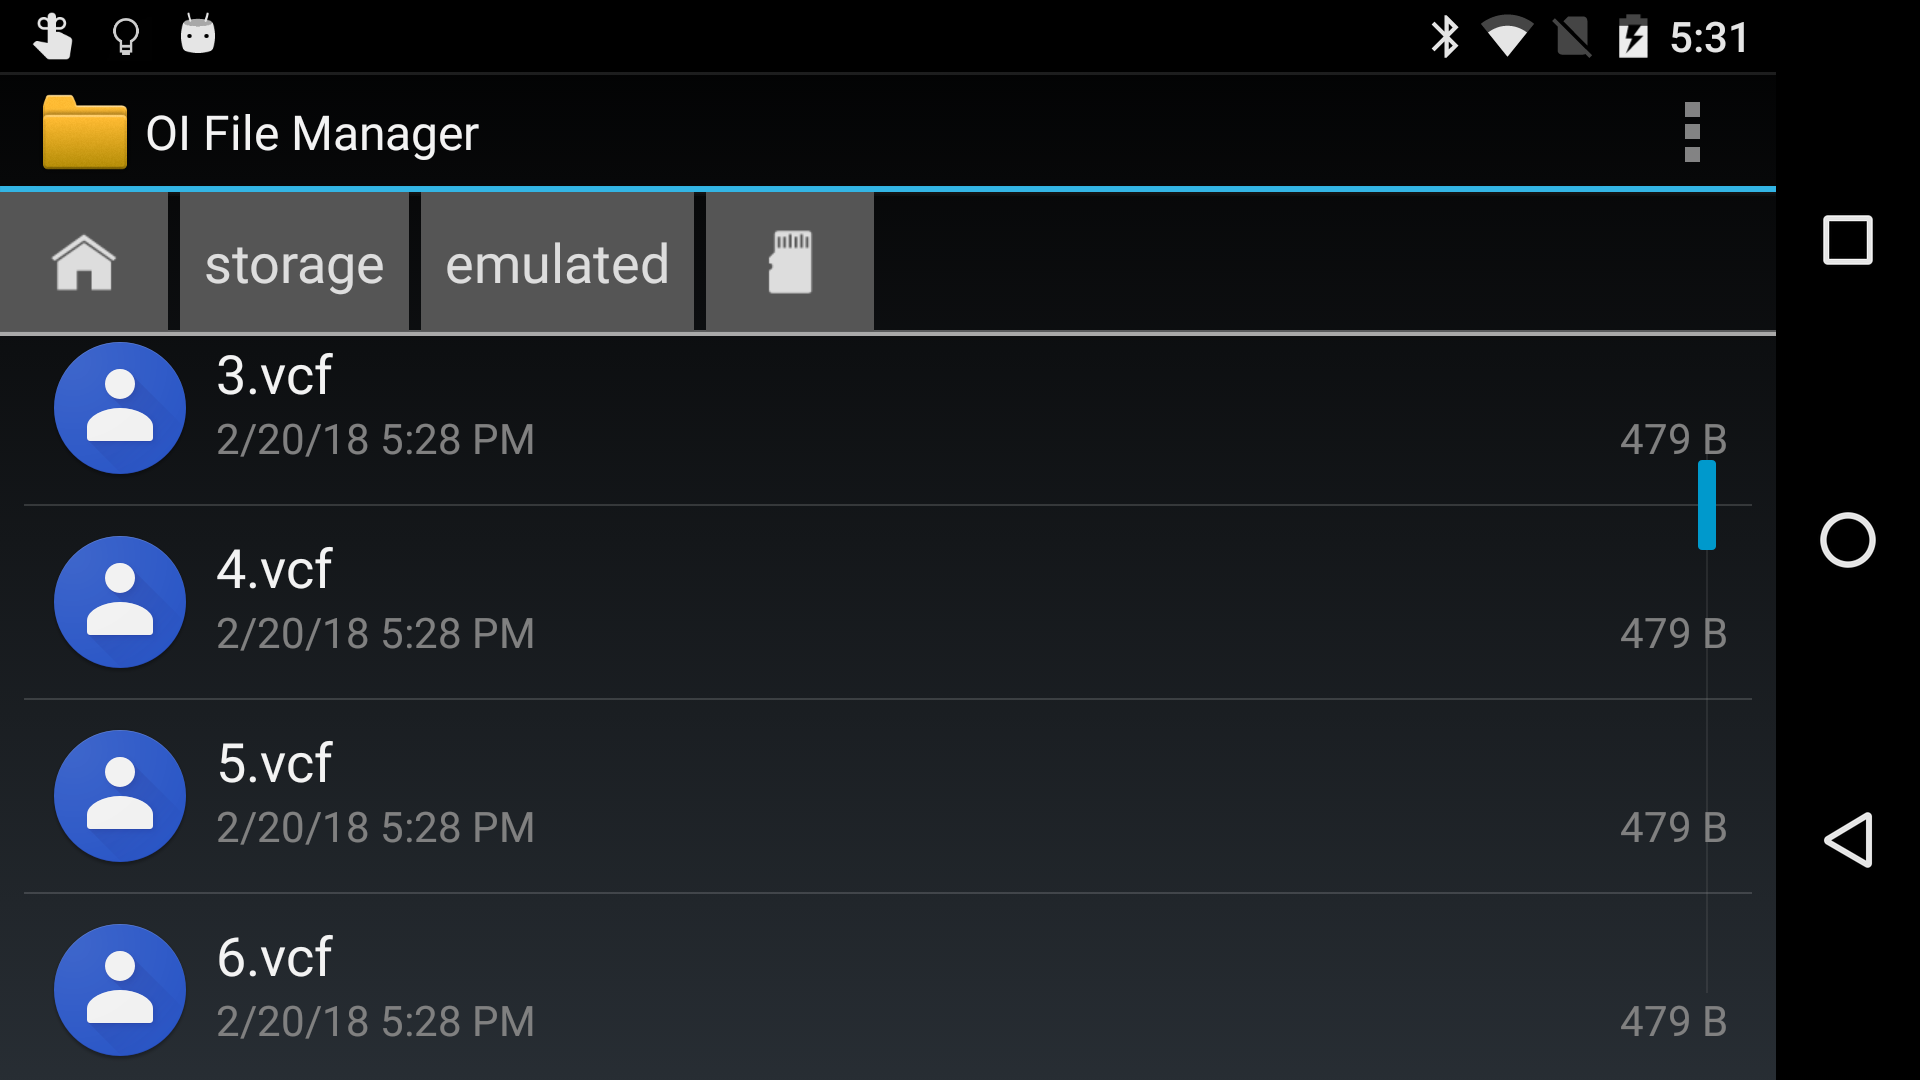 5:31
OI File Manager
storage
emulated
3.vcf
2/20/18 5:28 PM
479 B
4.vcf
2/20/18 5:28 PM
479 B
5.vcf
2/20/18 5:28 PM
479 B
6.vcf
2/20/18 5:28 PM
479 B